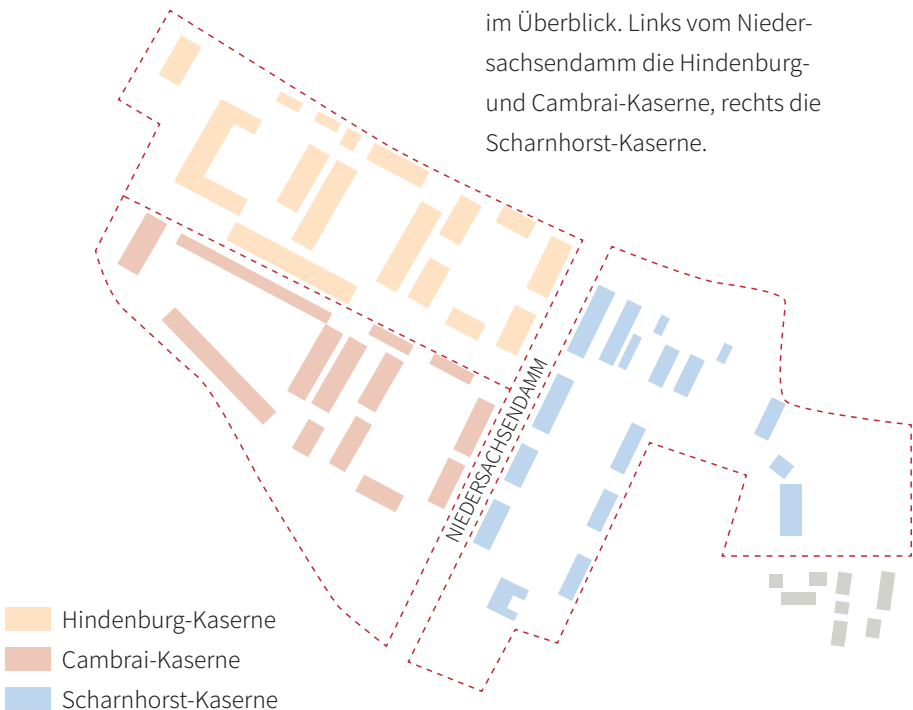 im Überblick. Links vom Nieder-
sachsendamm die Hindenburg-
und Cambrai-Kaserne, rechts die
Scharnhorst-Kaserne.
NIEDERSACHSENDAMM
Hindenburg-Kaserne
Cambrai-Kaserne
Scharnhorst-Kaserne